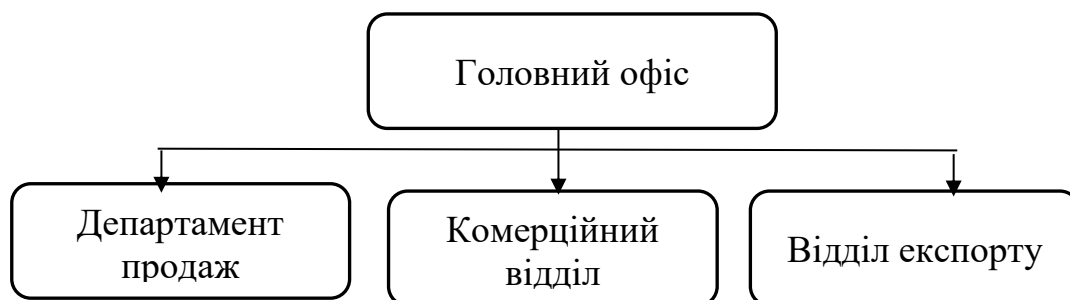 Головний офіс
Департамент
продаж
Комерційний
відділ
Відділ експорту